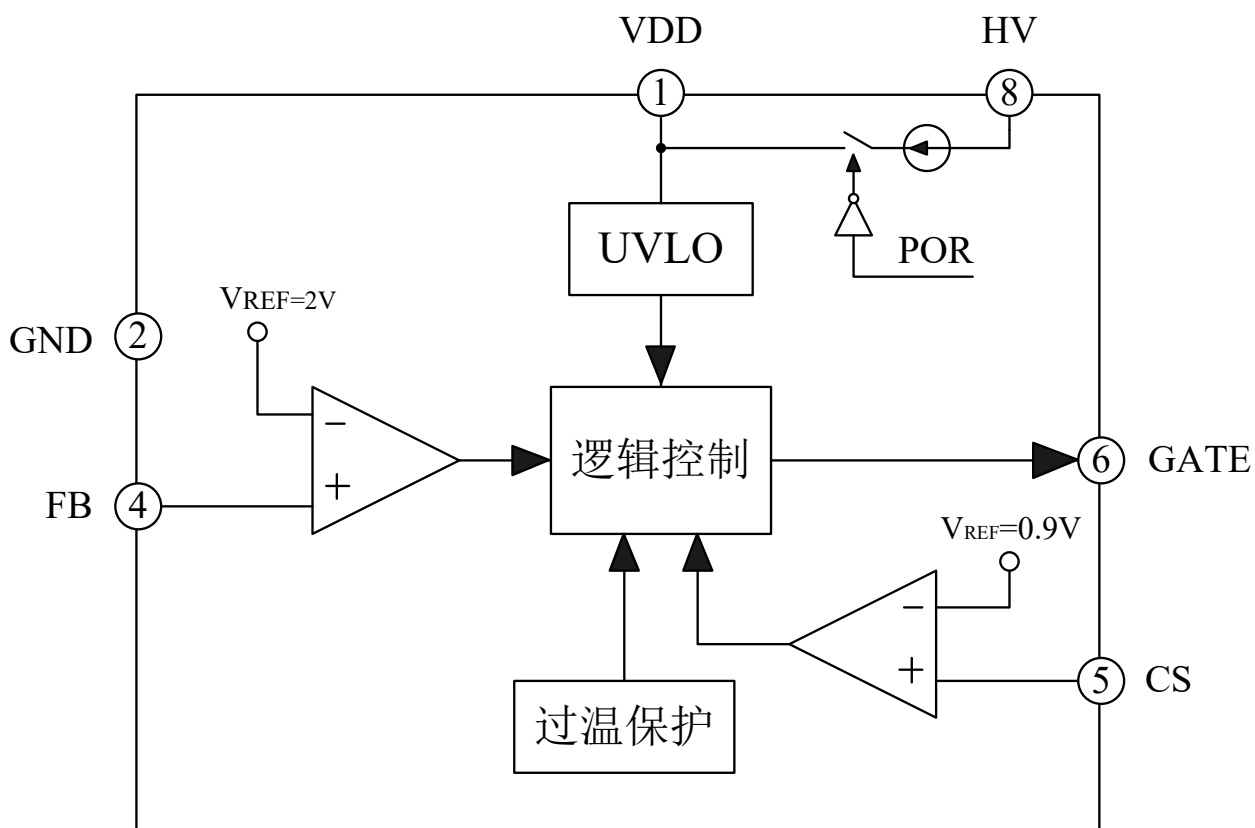 VDD
HV
1
8
UVLO
POR
VREF=2V
GND
2
−
+
逻辑控制
6
GATE
FB
4
VREF=0.9V
−
+
5
CS
过温保护